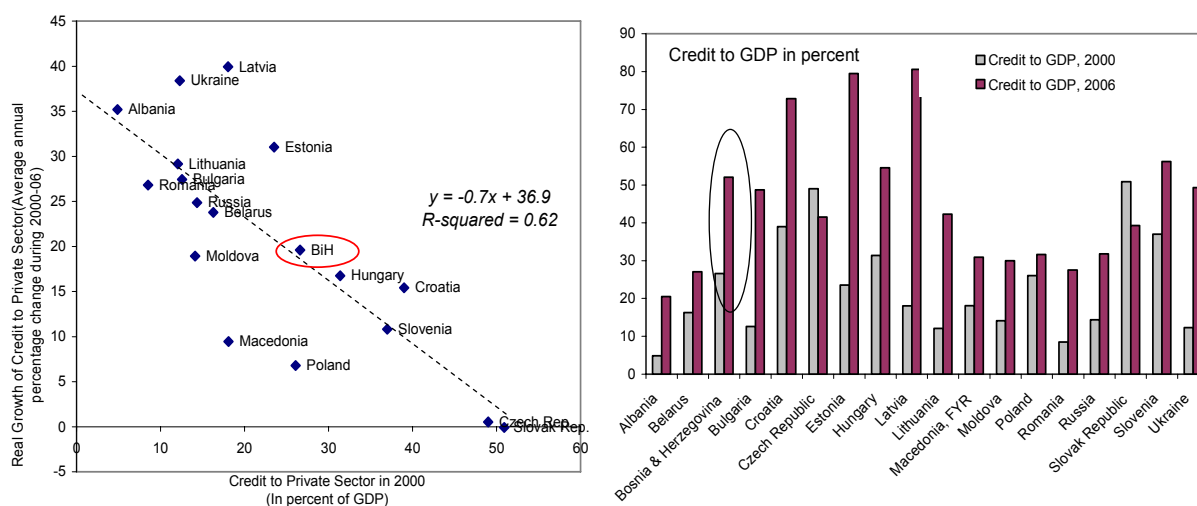 Real Growth of Credit to Private Sector(Average annual
percentage change during 2000-06)
45
40
35
30
25
20
15
10
5
0
-5
Latvia
Ukraine
Albania
Estonia
Lithuania
Bulgaria
Romania
Russia
Belarus
y = -0.7x + 36.9
R-squared = 0.62
BiH
Moldova
Hungary
Croatia
Slovenia
Macedonia
Poland
Czech Rep.
Slovak Rep.
0
10
20
30
40
50
60
Credit to Private Sector in 2000
(In percent of GDP)
Credit to GDP in percent
Credit to GDP, 2000
Credit to GDP, 2006
90
80
70
60
50
40
30
20
10
0
Albania
Belarus
Bosnia & Herzegovina
Bulgaria
Croatia
Czech Republic
Estonia
Hungary
Latvia
Lithuania
Macedonia, FYR
Moldova
Poland
Romania
Russia
Slovak Republic
Slovenia
Ukraine